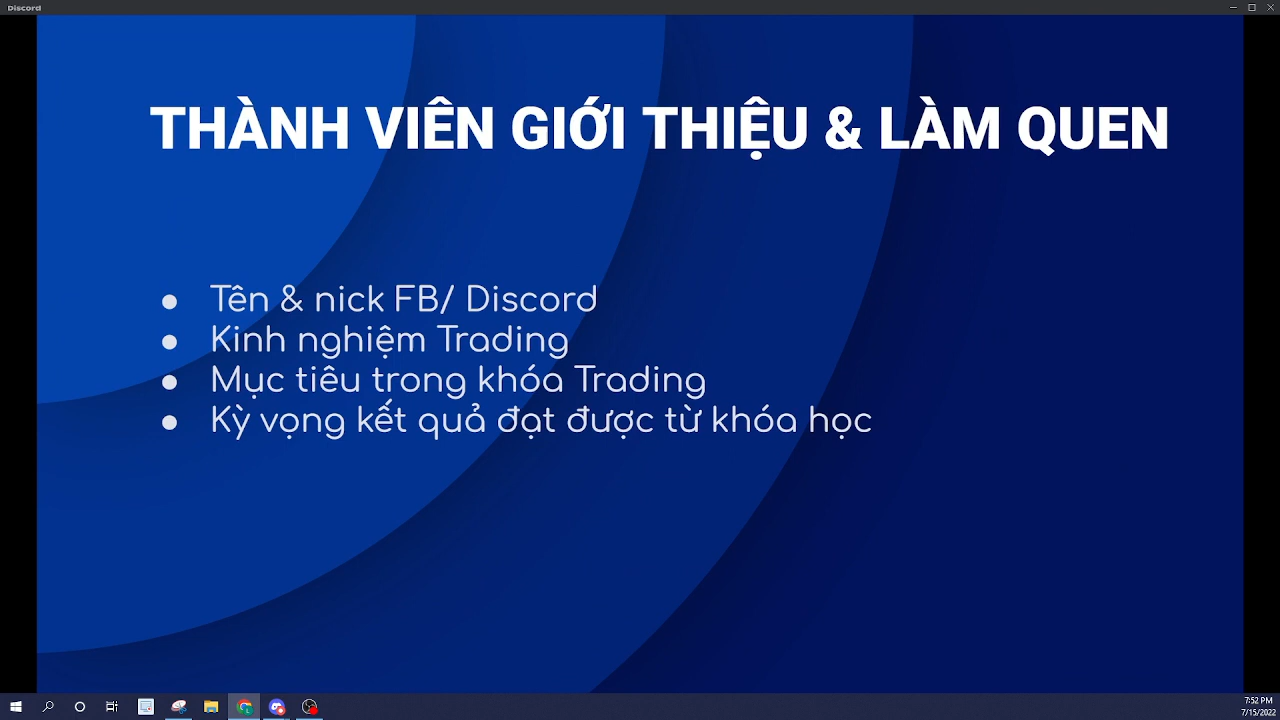 Discord
THÀNH VIÊN GIỚI THIỆU & LÀM QUEN
● Tên & nick FB/ Discord
● Kinh nghiệm Trading
● Mục tiêu trong khóa Trading
● Kỳ vọng kết quả đạt được từ khóa học
7:52 PM
7/15/2022